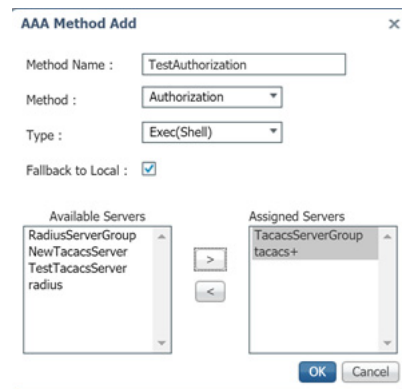 AAA Method Add
Method Name : TestAuthorization
Method : Authorization
Type : Exec(Shell)
Fallback to Local :
Available Servers
RadiusServerGroup
NewTacacsServer
TestTacacsServer
radius
>
<
Assigned Servers
TacacsServerGroup
tacacs+
OK Cancel